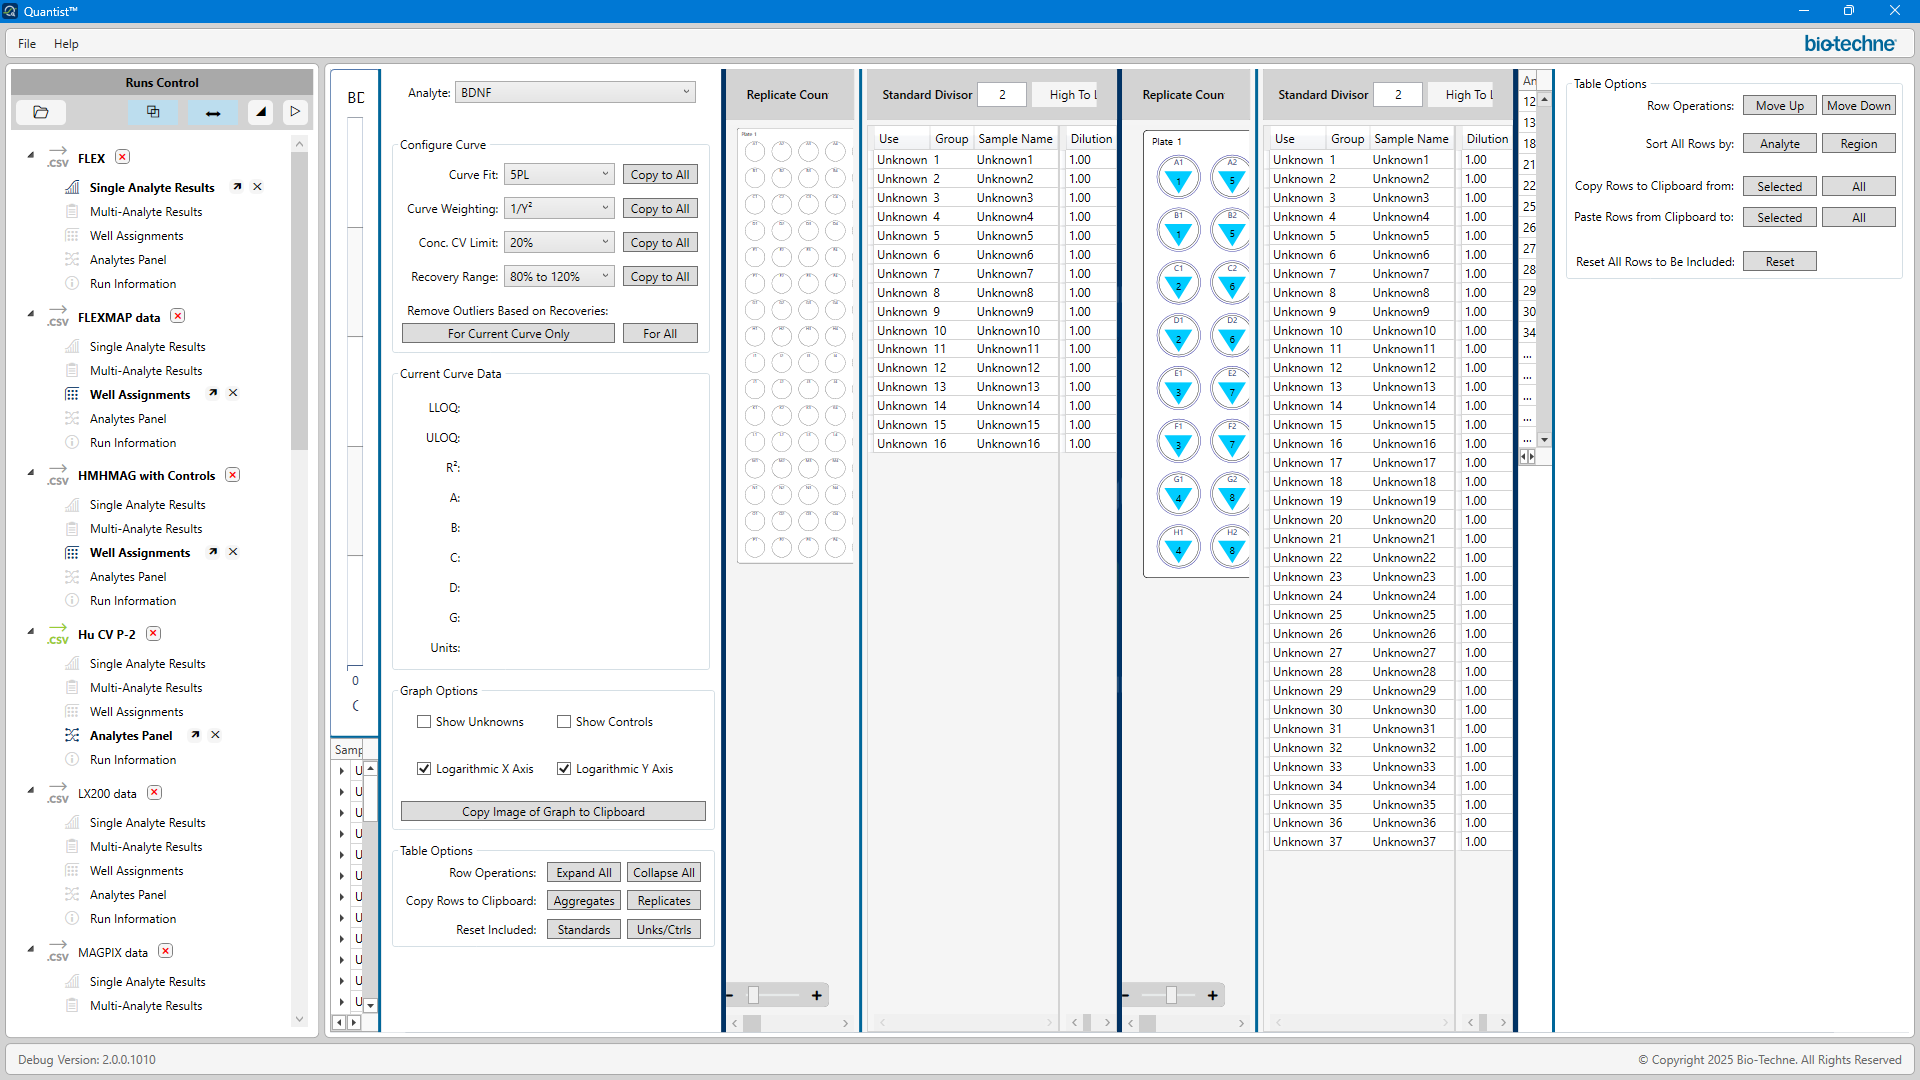 Quantist™
File Help
bio-techne
Runs Control
FLEX
Single Analyte Results
Multi-Analyte Results
Well Assignments
Analytes Panel
Run Information
FLEXMAP data
Single Analyte Results
Multi-Analyte Results
Well Assignments
Analytes Panel
Run Information
HMHMAG with Controls
Single Analyte Results
Multi-Analyte Results
Well Assignments
Analytes Panel
Run Information
Hu CV P-2
Single Analyte Results
Multi-Analyte Results
Well Assignments
Analytes Panel
Run Information
LX200 data
Single Analyte Results
Multi-Analyte Results
Well Assignments
Analytes Panel
Run Information
MAGPIX data
Single Analyte Results
Multi-Analyte Results
0
Samp
Analyte: BDNF
Configure Curve
Curve Fit: 5PL Copy to All
Curve Weighting: 1/Y² Copy to All
Conc. CV Limit: 20% Copy to All
Recovery Range: 80% to 120% Copy to All
Remove Outliers Based on Recoveries:
For Current Curve Only For All
Current Curve Data
LLOQ:
ULOQ:
R²:
A:
B:
C:
D:
G:
Units:
Graph Options
Show Unknowns Show Controls
Logarithmic X Axis Logarithmic Y Axis
Copy Image of Graph to Clipboard
Table Options
Row Operations: Expand All Collapse All
Copy Rows to Clipboard: Aggregates Replicates
Reset Included: Standards Unks/Ctrls
Replicate Coun
Plate 1
Standard Divisor 2 High To L
Use Group Sample Name Dilution
Unknown 1 Unknown1 1.00
Unknown 2 Unknown2 1.00
Unknown 3 Unknown3 1.00
Unknown 4 Unknown4 1.00
Unknown 5 Unknown5 1.00
Unknown 6 Unknown6 1.00
Unknown 7 Unknown7 1.00
Unknown 8 Unknown8 1.00
Unknown 9 Unknown9 1.00
Unknown 10 Unknown10 1.00
Unknown 11 Unknown11 1.00
Unknown 12 Unknown12 1.00
Unknown 13 Unknown13 1.00
Unknown 14 Unknown14 1.00
Unknown 15 Unknown15 1.00
Unknown 16 Unknown16 1.00
Replicate Coun
Plate 1
A1 A2
1 5
B1 B2
1 5
C1 C2
2 6
D1 D2
2 6
E1 E2
3 7
F1 F2
3 7
G1 G2
4 8
H1 H2
4 8
Standard Divisor 2 High To L
Use Group Sample Name Dilution
Unknown 1 Unknown1 1.00
Unknown 2 Unknown2 1.00
Unknown 3 Unknown3 1.00
Unknown 4 Unknown4 1.00
Unknown 5 Unknown5 1.00
Unknown 6 Unknown6 1.00
Unknown 7 Unknown7 1.00
Unknown 8 Unknown8 1.00
Unknown 9 Unknown9 1.00
Unknown 10 Unknown10 1.00
Unknown 11 Unknown11 1.00
Unknown 12 Unknown12 1.00
Unknown 13 Unknown13 1.00
Unknown 14 Unknown14 1.00
Unknown 15 Unknown15 1.00
Unknown 16 Unknown16 1.00
Unknown 17 Unknown17 1.00
Unknown 18 Unknown18 1.00
Unknown 19 Unknown19 1.00
Unknown 20 Unknown20 1.00
Unknown 21 Unknown21 1.00
Unknown 22 Unknown22 1.00
Unknown 23 Unknown23 1.00
Unknown 24 Unknown24 1.00
Unknown 25 Unknown25 1.00
Unknown 26 Unknown26 1.00
Unknown 27 Unknown27 1.00
Unknown 28 Unknown28 1.00
Unknown 29 Unknown29 1.00
Unknown 30 Unknown30 1.00
Unknown 31 Unknown31 1.00
Unknown 32 Unknown32 1.00
Unknown 33 Unknown33 1.00
Unknown 34 Unknown34 1.00
Unknown 35 Unknown35 1.00
Unknown 36 Unknown36 1.00
Unknown 37 Unknown37 1.00
An
12
13
18
21
22
25
26
27
28
29
30
34
...
...
...
...
...
Table Options
Row Operations: Move Up Move Down
Sort All Rows by: Analyte Region
Copy Rows to Clipboard from: Selected All
Paste Rows from Clipboard to: Selected All
Reset All Rows to Be Included: Reset
Debug Version: 2.0.0.1010
© Copyright 2025 Bio-Techne. All Rights Reserved